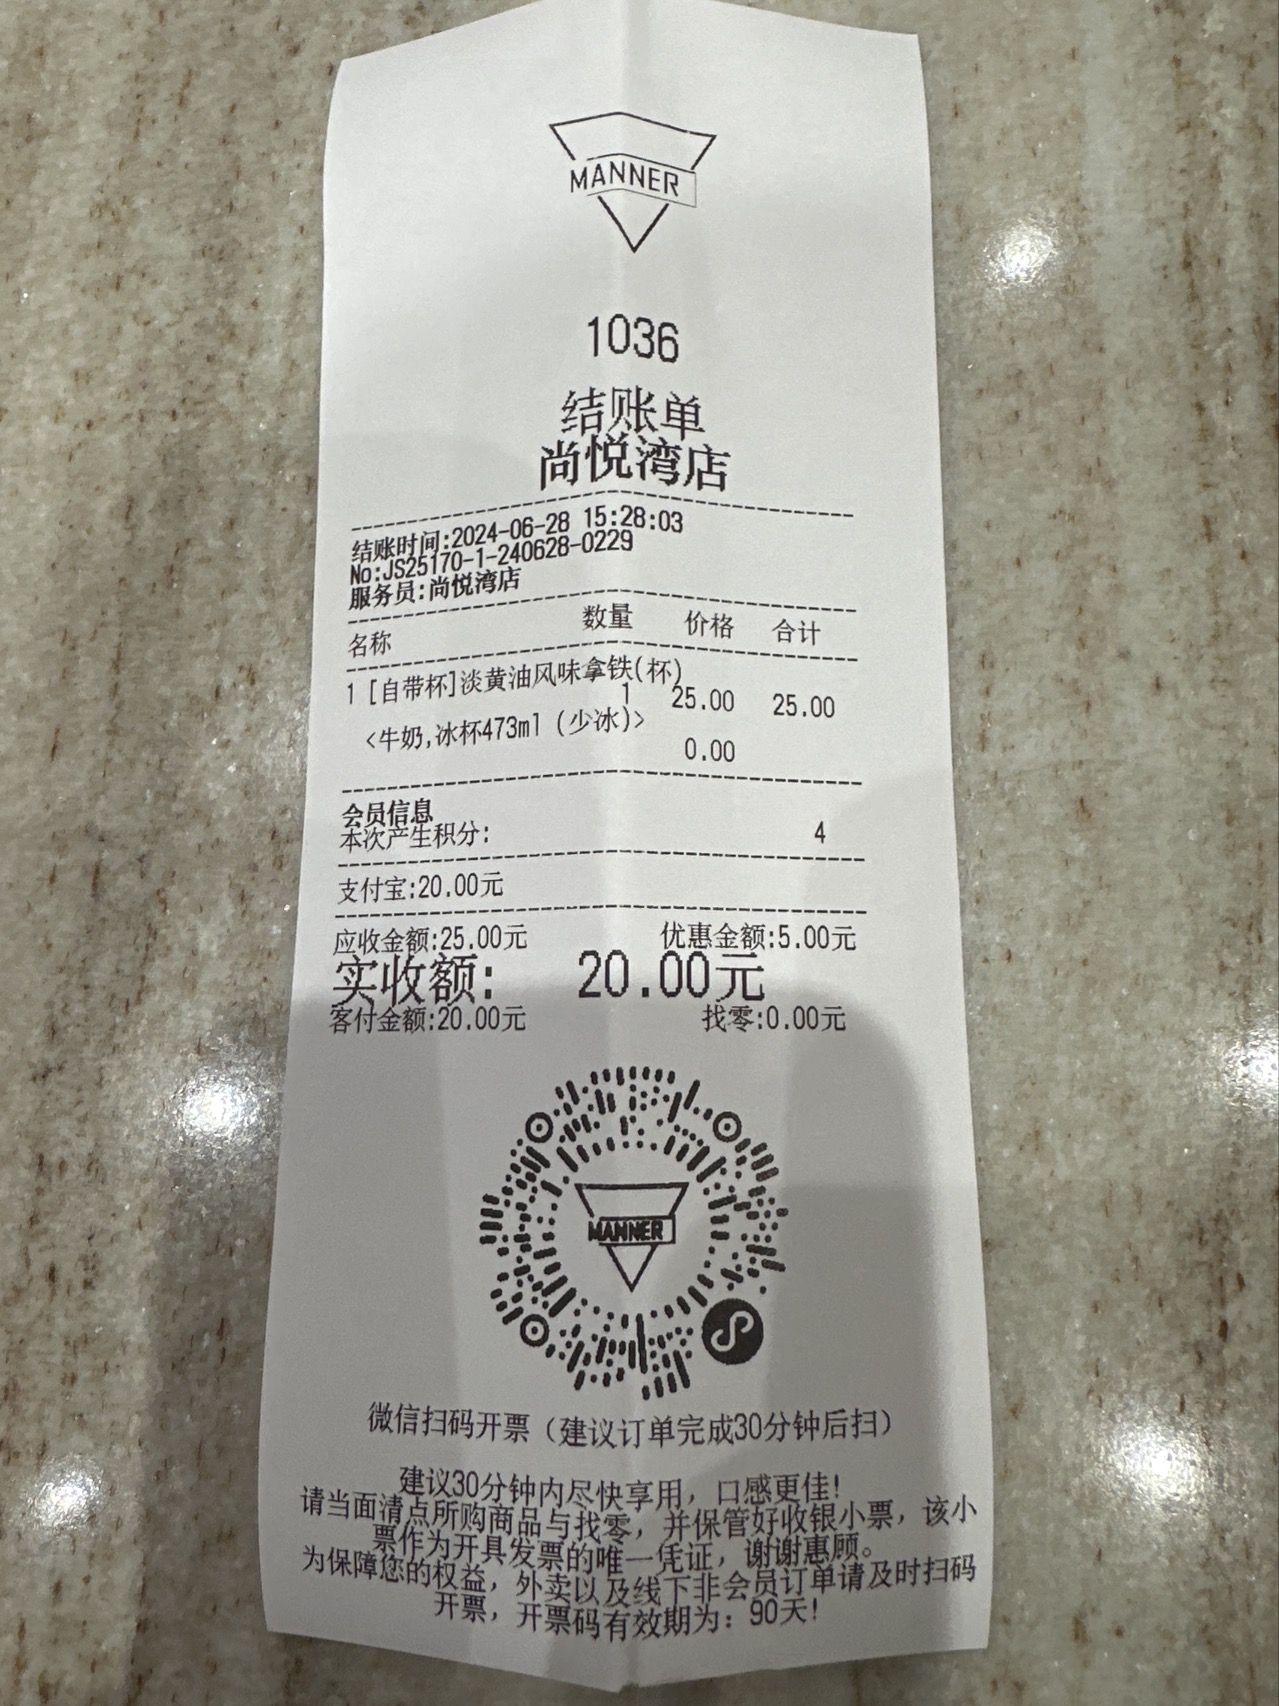 MANNER
1036
结账单
尚悦湾店
结账时间:2024-06-28 15:28:03
No:JS25170-1-240628-0229
服务员:尚悦湾店
名称 数量 价格 合计
1 [自带杯]淡黄油风味拿铁(杯)
1 25.00 25.00
<牛奶,冰杯473ml (少冰)>
0.00
会员信息
本次产生积分: 4
支付宝:20.00元
应收金额:25.00元 优惠金额:5.00元
实收额: 20.00元
客付金额:20.00元 找零:0.00元
MANNER
微信扫码开票（建议订单完成30分钟后扫）
建议30分钟内尽快享用，口感更佳!
请当面清点所购商品与找零，并保管好收银小票，该小
票作为开具发票的唯一凭证，谢谢惠顾。
为保障您的权益，外卖以及线下非会员订单请及时扫码
开票，开票码有效期为：90天!